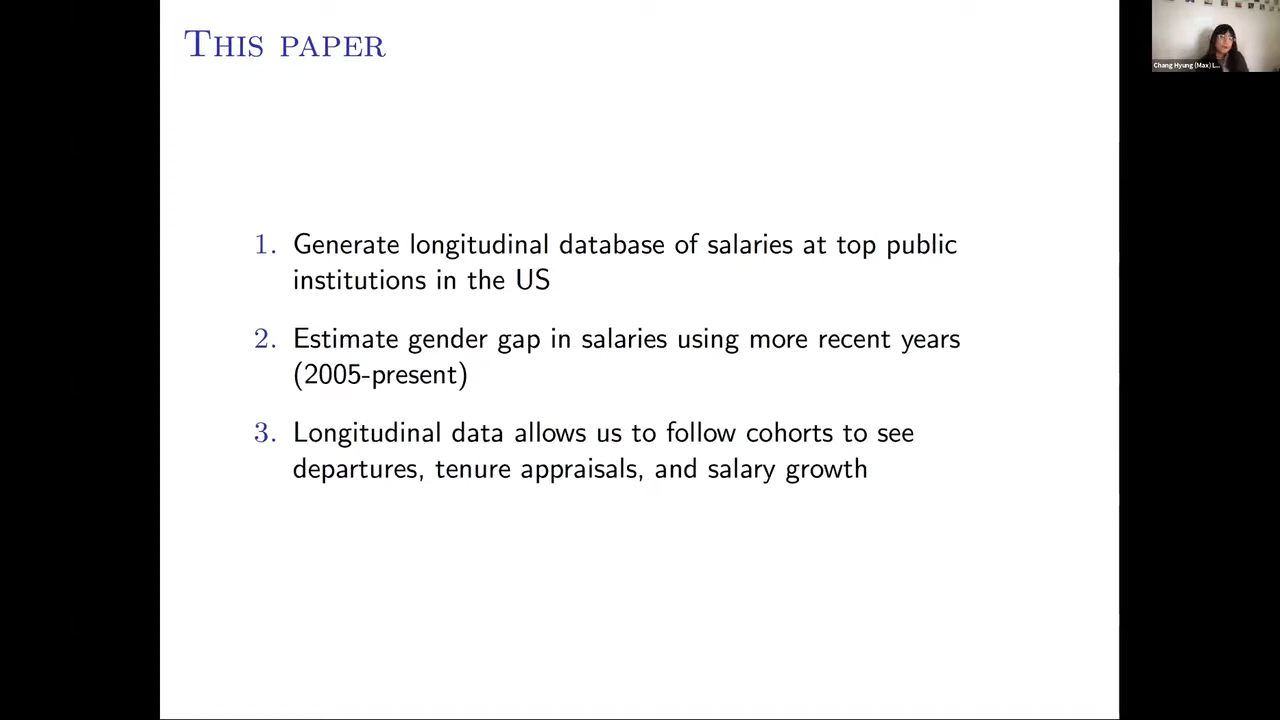 THIS PAPER
Chang Hyung (Max) L...
1. Generate longitudinal database of salaries at top public
institutions in the US
2. Estimate gender gap in salaries using more recent years
(2005-present)
3. Longitudinal data allows us to follow cohorts to see
departures, tenure appraisals, and salary growth